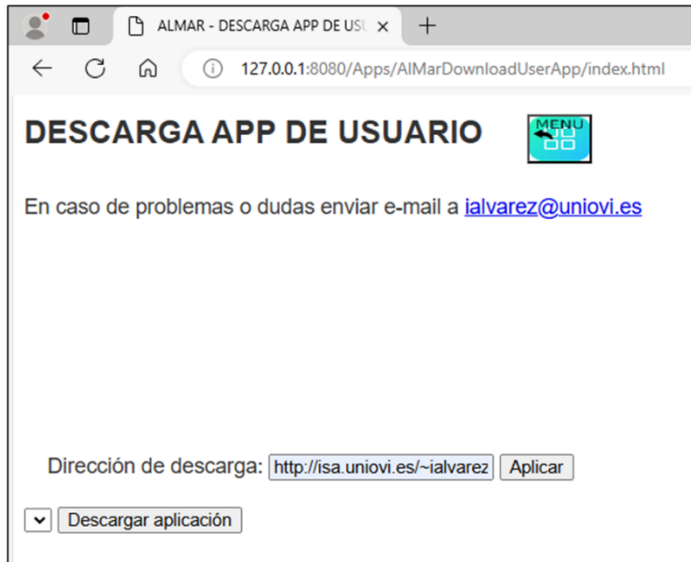 ALMAR - DESCARGA APP DE USU
127.0.0.1:8080/Apps/AlMarDownloadUserApp/index.html
DESCARGA APP DE USUARIO
MENU
En caso de problemas o dudas enviar e-mail a ialvarez@uniovi.es
Dirección de descarga: http://isa.uniovi.es/~ialvarez Aplicar
Descargar aplicación